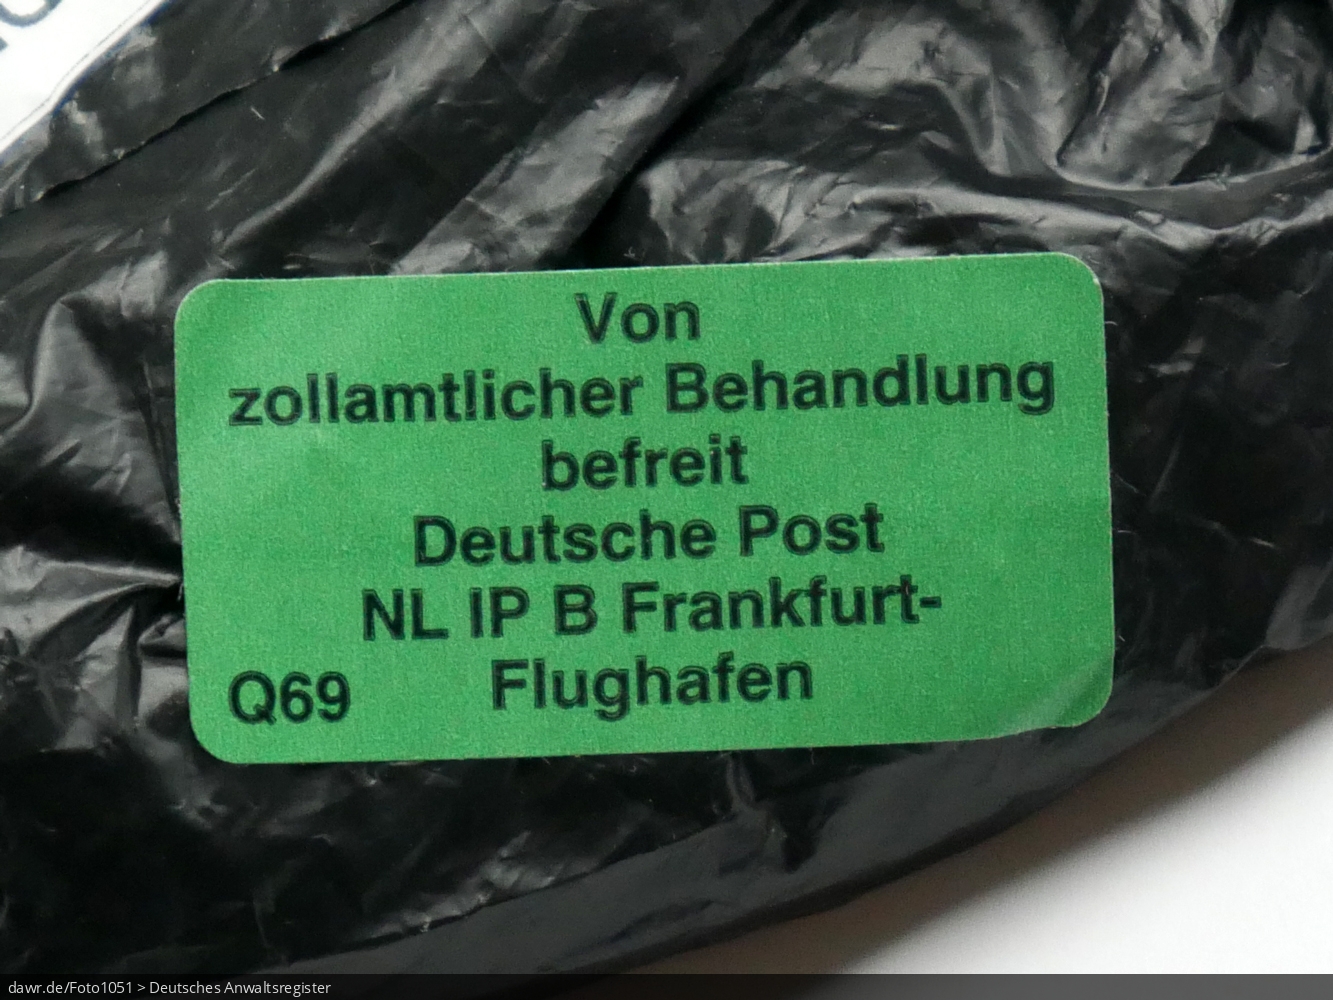 Von
zollamtlicher Behandlung
befreit
Deutsche Post
NL IP B Frankfurt-
Flughafen
Q69
dawr.de/Foto1051 > Deutsches Anwaltsregister